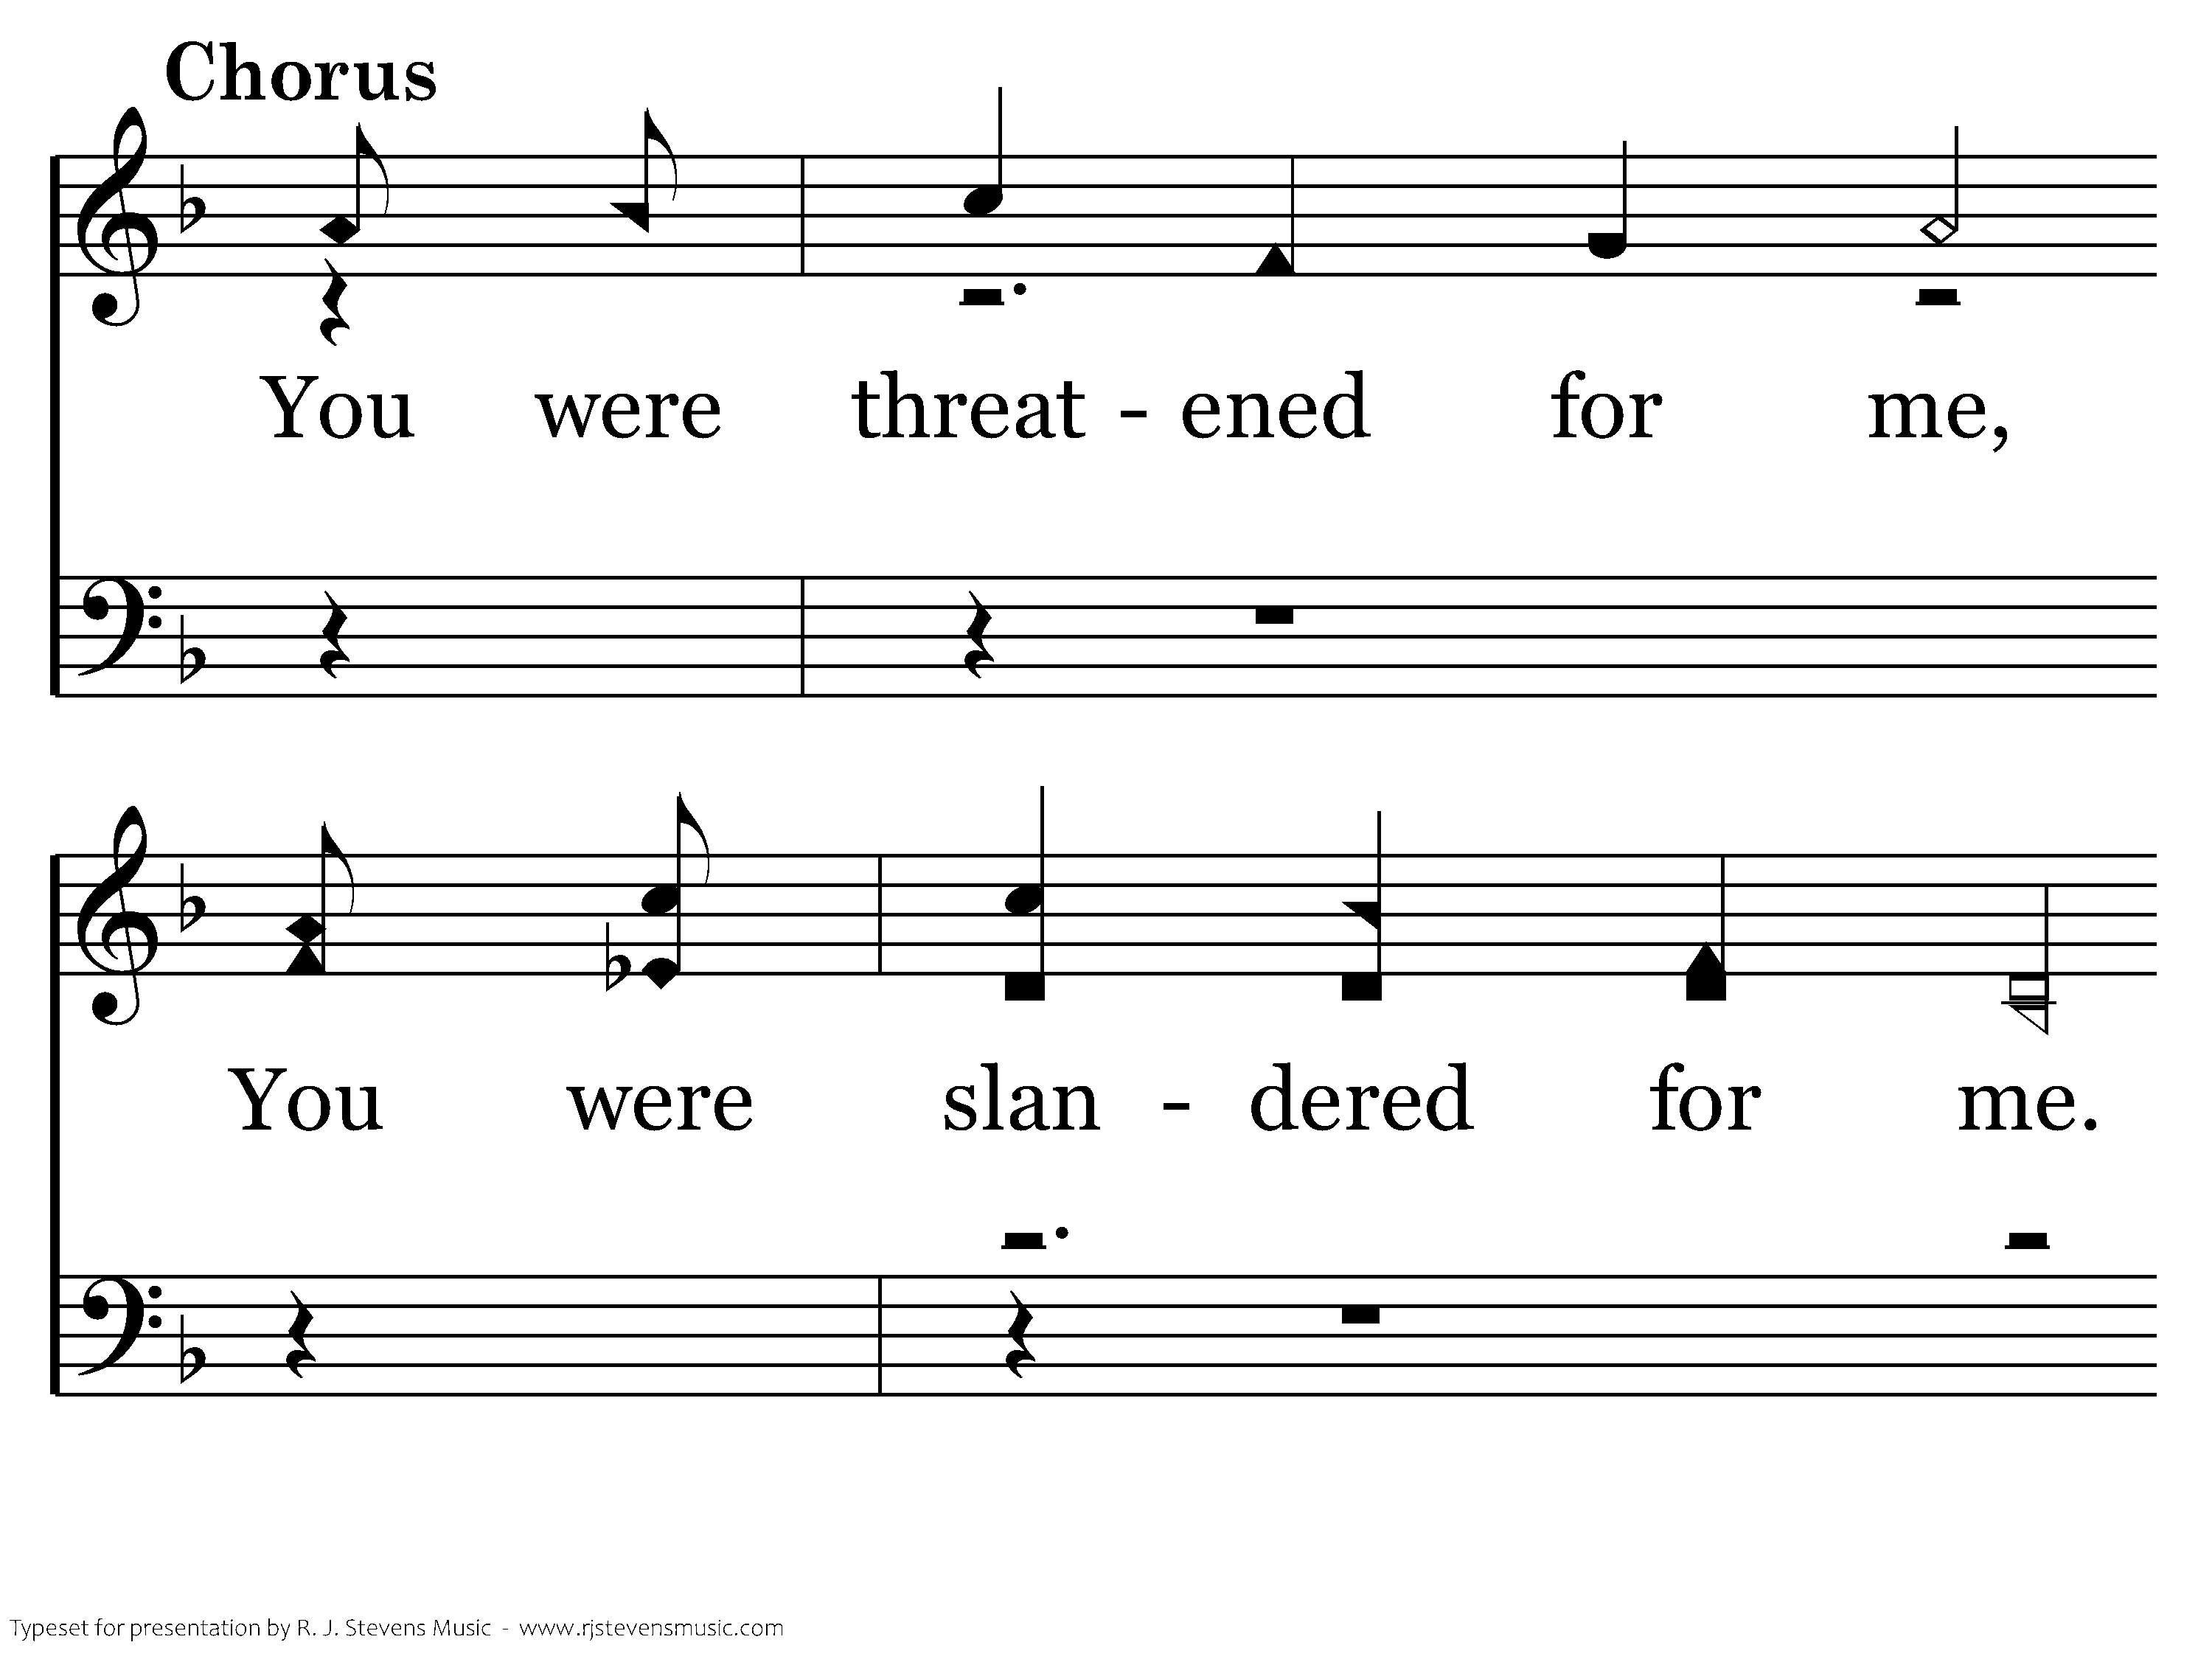 Chorus
You were threat - ened for me,
You were slan - dered for me.
Typeset for presentation by R. J. Stevens Music - www.rjstevensmusic.com